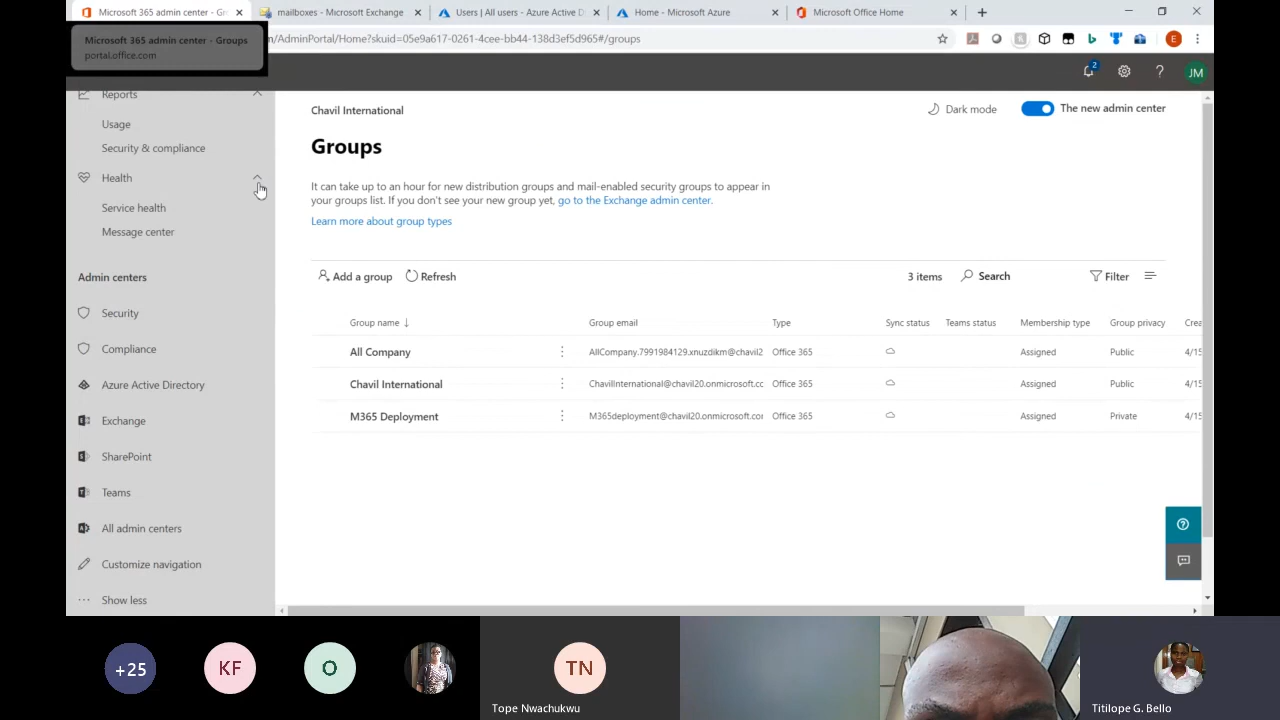 Microsoft 365 admin center - Gr
mailboxes - Microsoft Exchange
Users | All users - Azure Active D
Home - Microsoft Azure
Microsoft Office Home
Microsoft 365 admin center - Groups
portal.office.com
m/AdminPortal/Home?skuid=05e9a617-0261-4cee-bb44-138d3ef5d965#/groups
E
2
JM
Reports
Usage
Security & compliance
Health
Service health
Message center
Admin centers
Security
Compliance
Azure Active Directory
Exchange
SharePoint
Teams
All admin centers
Customize navigation
Show less
Chavil International
Dark mode
The new admin center
Groups
It can take up to an hour for new distribution groups and mail-enabled security groups to appear in
your groups list. If you don't see your new group yet, go to the Exchange admin center.
Learn more about group types
Add a group Refresh 3 items Search Filter
Group name Group email Type Sync status Teams status Membership type Group privacy Crea
All Company AllCompany.7991984129.xnuzdikm@chavil2 Office 365 Assigned Public 4/15
Chavil International ChavilInternational@chavil20.onmicrosoft.cc Office 365 Assigned Public 4/15
M365 Deployment M365deployment@chavil20.onmicrosoft.cor Office 365 Assigned Private 4/15
+25
KF
O
TN
Tope Nwachukwu
Titilope G. Bello